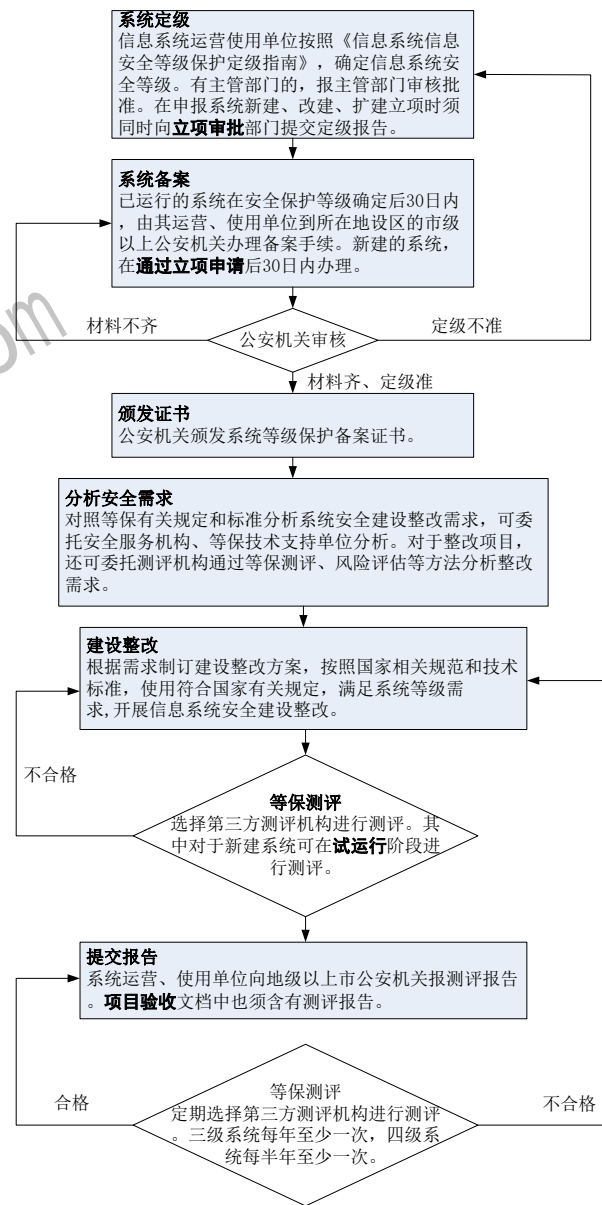 系统定级
信息系统运营使用单位按照《信息系统信息
安全等级保护定级指南》，确定信息系统安
全等级。有主管部门的，报主管部门审核批
准。在申报系统新建、改建、扩建立项时须
同时向立项审批部门提交定级报告。
系统备案
已运行的系统在安全保护等级确定后30日内
，由其运营、使用单位到所在地设区的市级
以上公安机关办理备案手续。新建的系统，
在通过立项申请后30日内办理。
材料不齐
公安机关审核
定级不准
om
材料齐、定级准
颁发证书
公安机关颁发系统等级保护备案证书。
分析安全需求
对照等保有关规定和标准分析系统安全建设整改需求，可委
托安全服务机构、等保技术支持单位分析。对于整改项目，
还可委托测评机构通过等保测评、风险评估等方法分析整改
需求。
建设整改
根据需求制订建设整改方案，按照国家相关规范和技术
标准，使用符合国家有关规定，满足系统等级需
求,开展信息系统安全建设整改。
不合格
等保测评
选择第三方测评机构进行测评。其
中对于新建系统可在试运行阶段进
行测评。
提交报告
系统运营、使用单位向地级以上市公安机关报测评报告
。项目验收文档中也须含有测评报告。
合格
等保测评
定期选择第三方测评机构进行测评
。三级系统每年至少一次，四级系
统每半年至少一次。
不合格